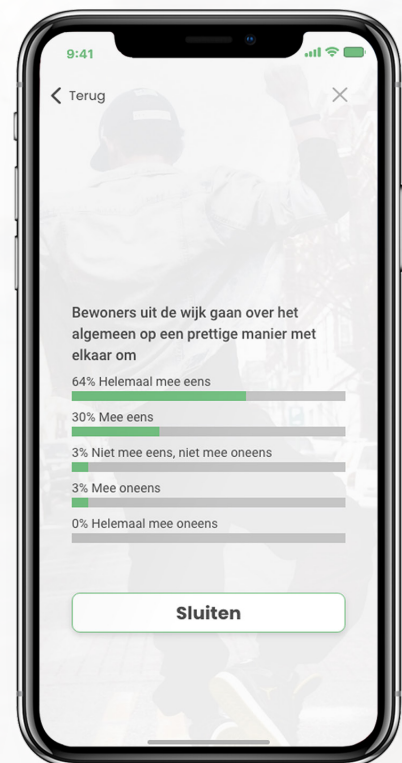 9:41
Terug
Bewoners uit de wijk gaan over het
algemeen op een prettige manier met
elkaar om
64% Helemaal mee eens
30% Mee eens
3% Niet mee eens, niet mee oneens
3% Mee oneens
0% Helemaal mee oneens
Sluiten